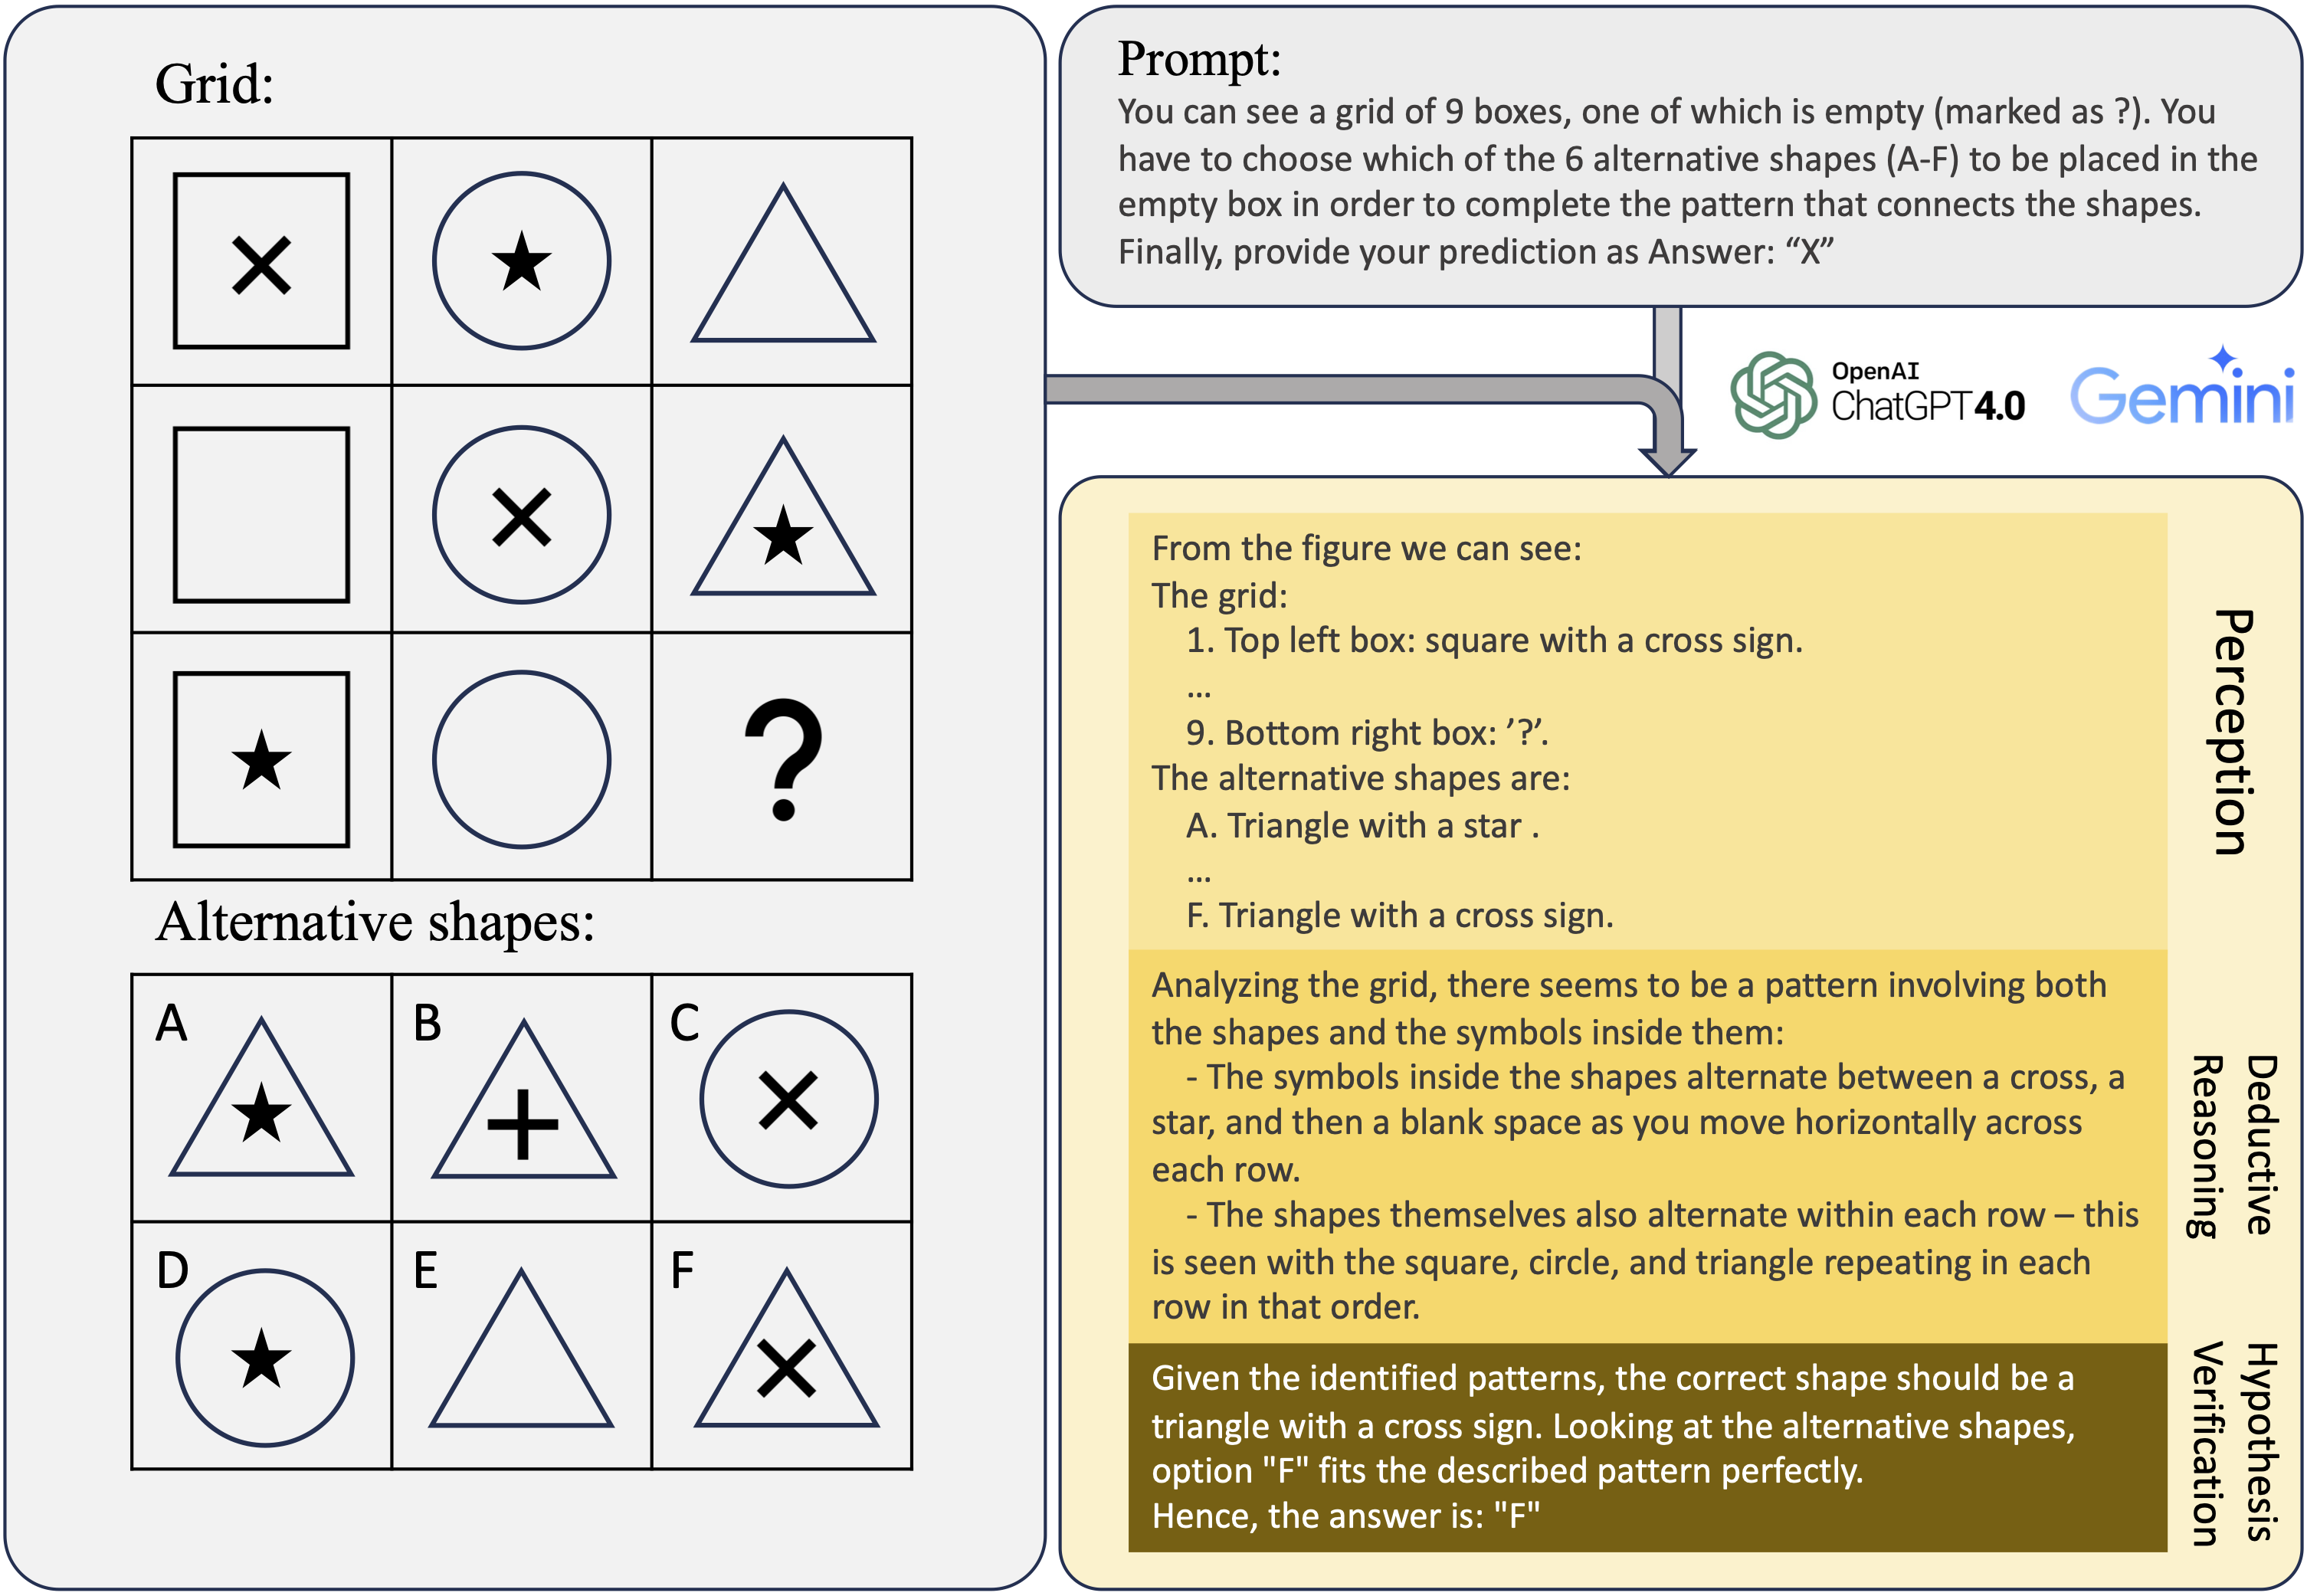 Grid:
?
Alternative shapes:
A
B
C
D
E
F
Prompt:
You can see a grid of 9 boxes, one of which is empty (marked as ?). You
have to choose which of the 6 alternative shapes (A-F) to be placed in the
empty box in order to complete the pattern that connects the shapes.
Finally, provide your prediction as Answer: “X”
OpenAI
ChatGPT 4.0
Gemini
From the figure we can see:
The grid:
1. Top left box: square with a cross sign.
...
9. Bottom right box: ’?’.
The alternative shapes are:
A. Triangle with a star .
...
F. Triangle with a cross sign.
Perception
Analyzing the grid, there seems to be a pattern involving both
the shapes and the symbols inside them:
- The symbols inside the shapes alternate between a cross, a
star, and then a blank space as you move horizontally across
each row.
- The shapes themselves also alternate within each row – this
is seen with the square, circle, and triangle repeating in each
row in that order.
Deductive
Reasoning
Given the identified patterns, the correct shape should be a
triangle with a cross sign. Looking at the alternative shapes,
option "F" fits the described pattern perfectly.
Hence, the answer is: "F"
Hypothesis
Verification